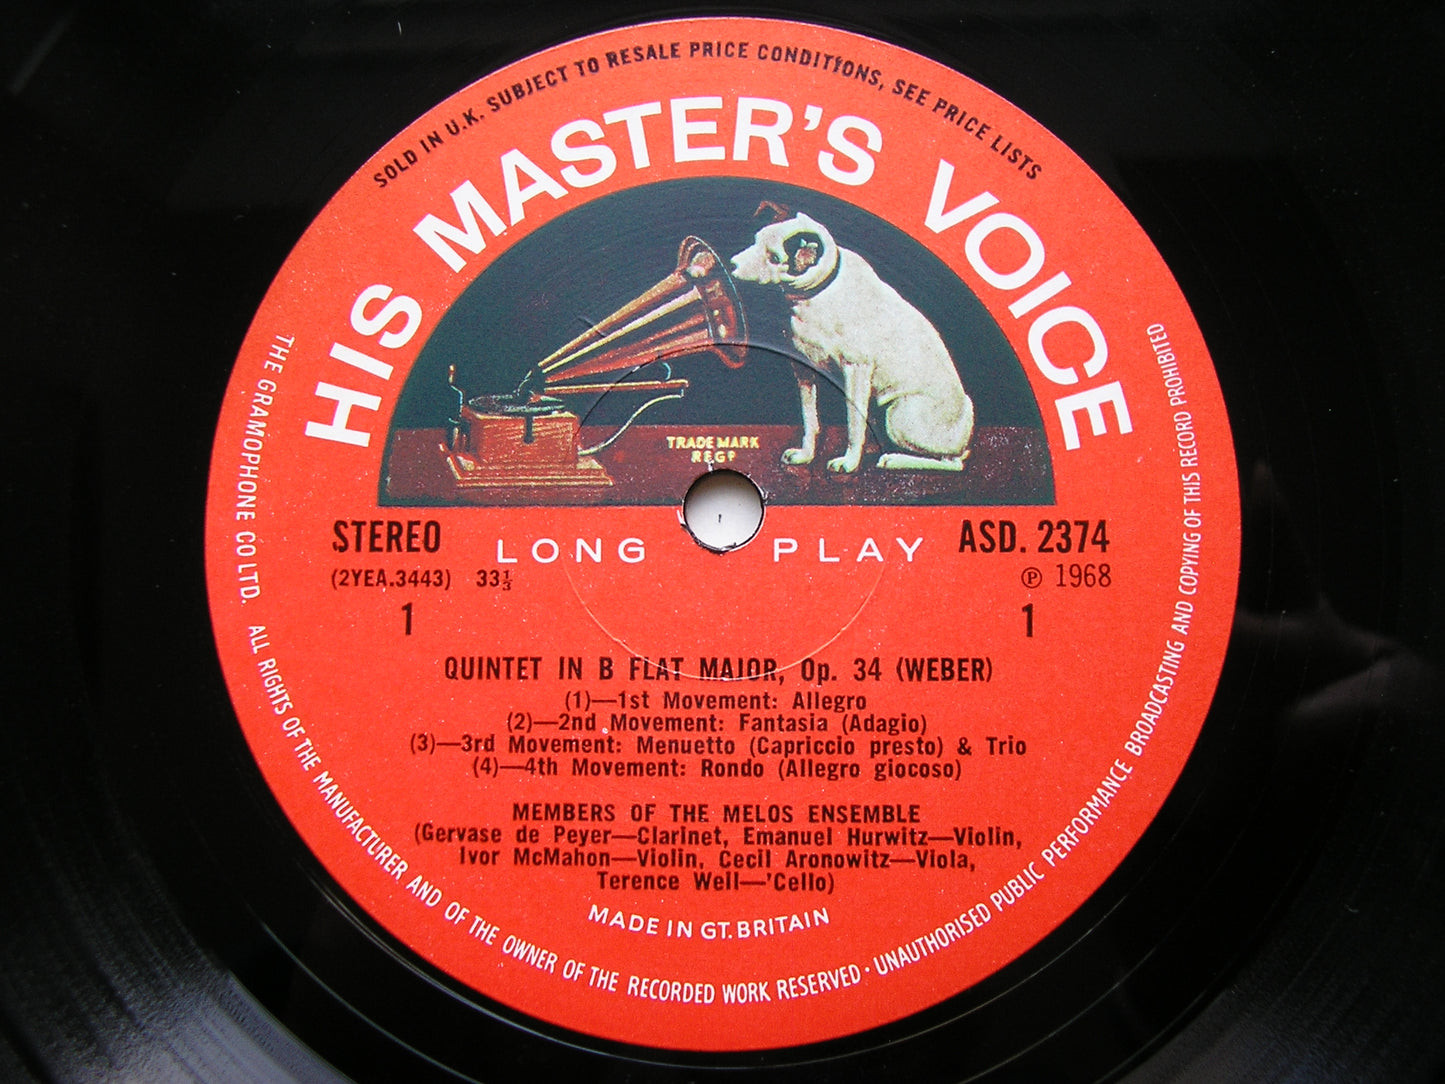 SOLD IN U.K. SUBJECT TO RESALE PRICE CONDITIONS, SEE PRICE LISTS
HIS MASTER'S VOICE
TRADE MARK
REGD
STEREO
LONG PLAY
ASD. 2374
(2YEA.3443) 33⅓
℗ 1968
1
1
QUINTET IN B FLAT MAJOR, Op. 34 (WEBER)
(1)—1st Movement: Allegro
(2)—2nd Movement: Fantasia (Adagio)
(3)—3rd Movement: Menuetto (Capriccio presto) & Trio
(4)—4th Movement: Rondo (Allegro giocoso)
MEMBERS OF THE MELOS ENSEMBLE
(Gervase de Peyer—Clarinet, Emanuel Hurwitz—Violin,
Ivor McMahon—Violin, Cecil Aronowitz—Viola,
Terence Well—'Cello)
MADE IN GT. BRITAIN
THE GRAMOPHONE CO LTD. ALL RIGHTS OF THE MANUFACTURER AND OF THE OWNER OF THE RECORDED WORK RESERVED · UNAUTHORISED PUBLIC PERFORMANCE BROADCASTING AND COPYING OF THIS RECORD PROHIBITED